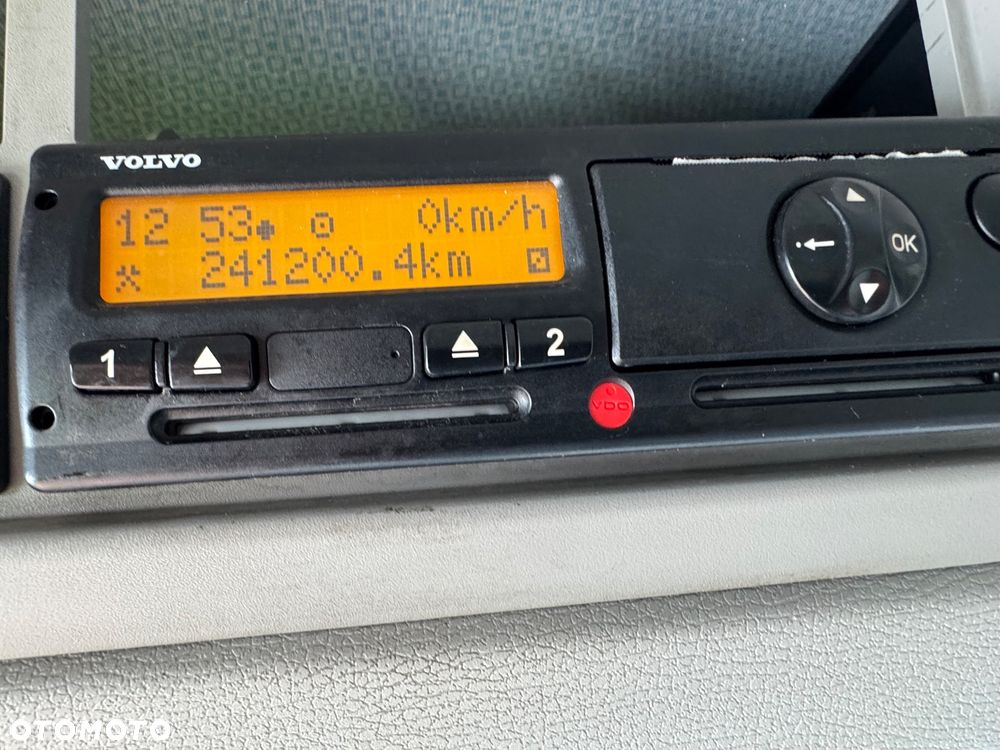 VOLVO
12 53 0km/h
241200.4km
1 2
OK
VDO
OTOMOTO